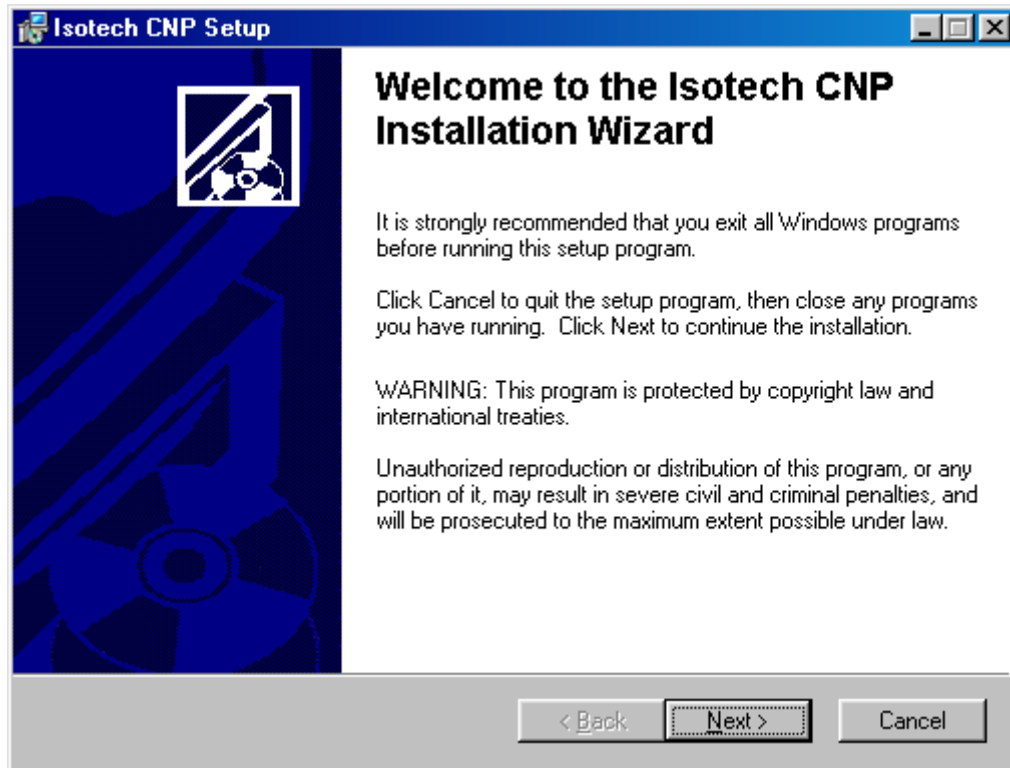 Isotech CNP Setup
Welcome to the Isotech CNP
Installation Wizard
It is strongly recommended that you exit all Windows programs
before running this setup program.
Click Cancel to quit the setup program, then close any programs
you have running.  Click Next to continue the installation.
WARNING: This program is protected by copyright law and
international treaties.
Unauthorized reproduction or distribution of this program, or any
portion of it, may result in severe civil and criminal penalties, and
will be prosecuted to the maximum extent possible under law.
< Back Next > Cancel